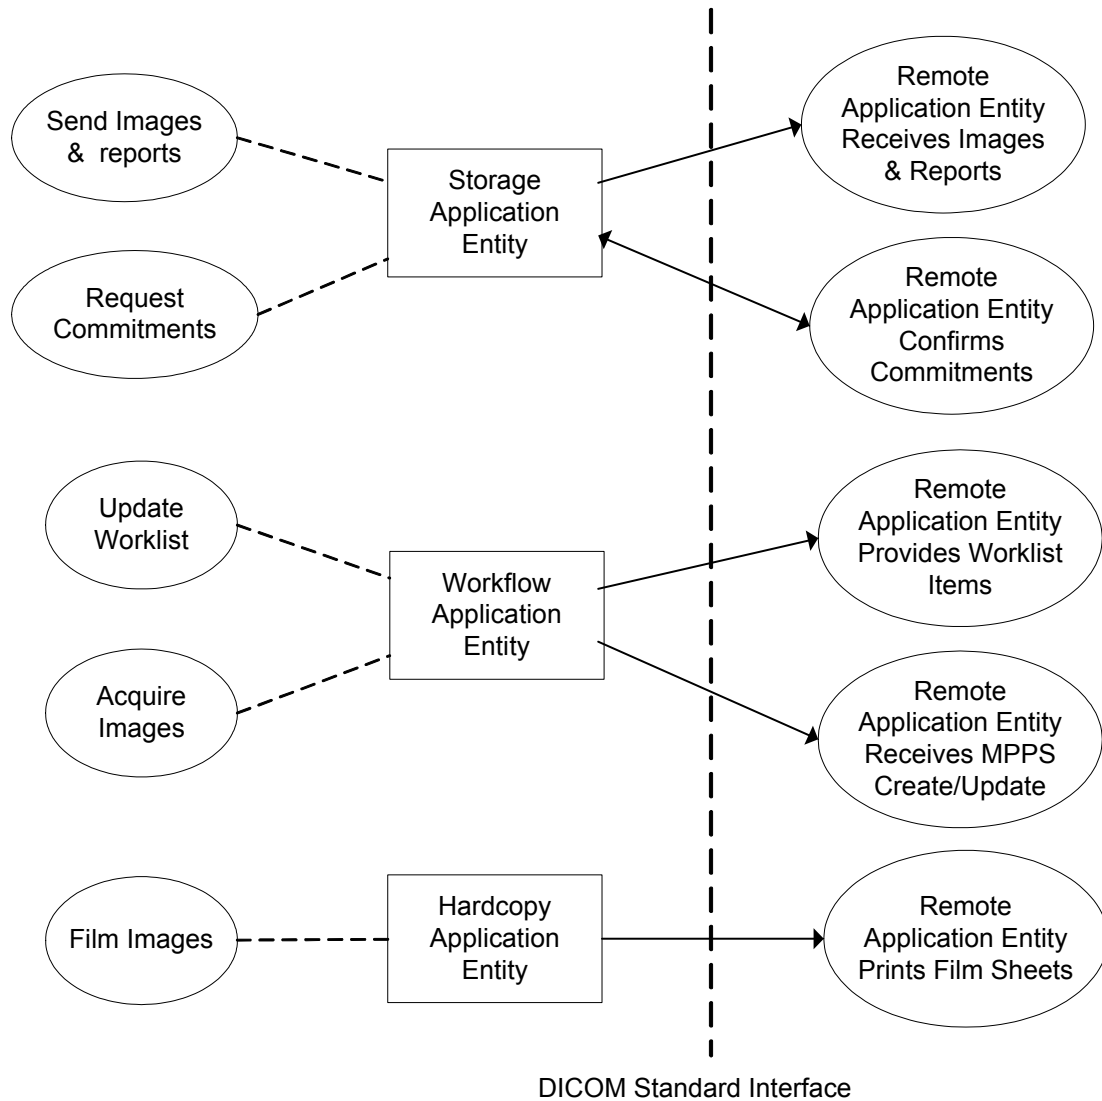 Send Images
& reports
Storage
Application
Entity
Remote
Application Entity
Receives Images
& Reports
Request
Commitments
Remote
Application Entity
Confirms
Commitments
Update
Worklist
Workflow
Application
Entity
Remote
Application Entity
Provides Worklist
Items
Acquire
Images
Remote
Application Entity
Receives MPPS
Create/Update
Film Images
Hardcopy
Application
Entity
Remote
Application Entity
Prints Film Sheets
DICOM Standard Interface